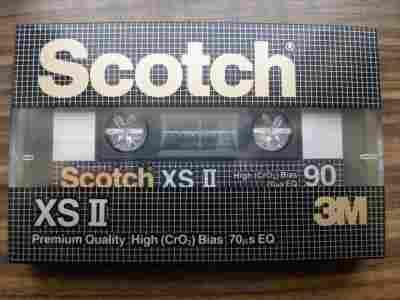 Scotch®
Scotch XS II High (CrO₂) Bias 90
70μs EQ
XS II 3M
Premium Quality High (CrO₂) Bias 70μs EQ